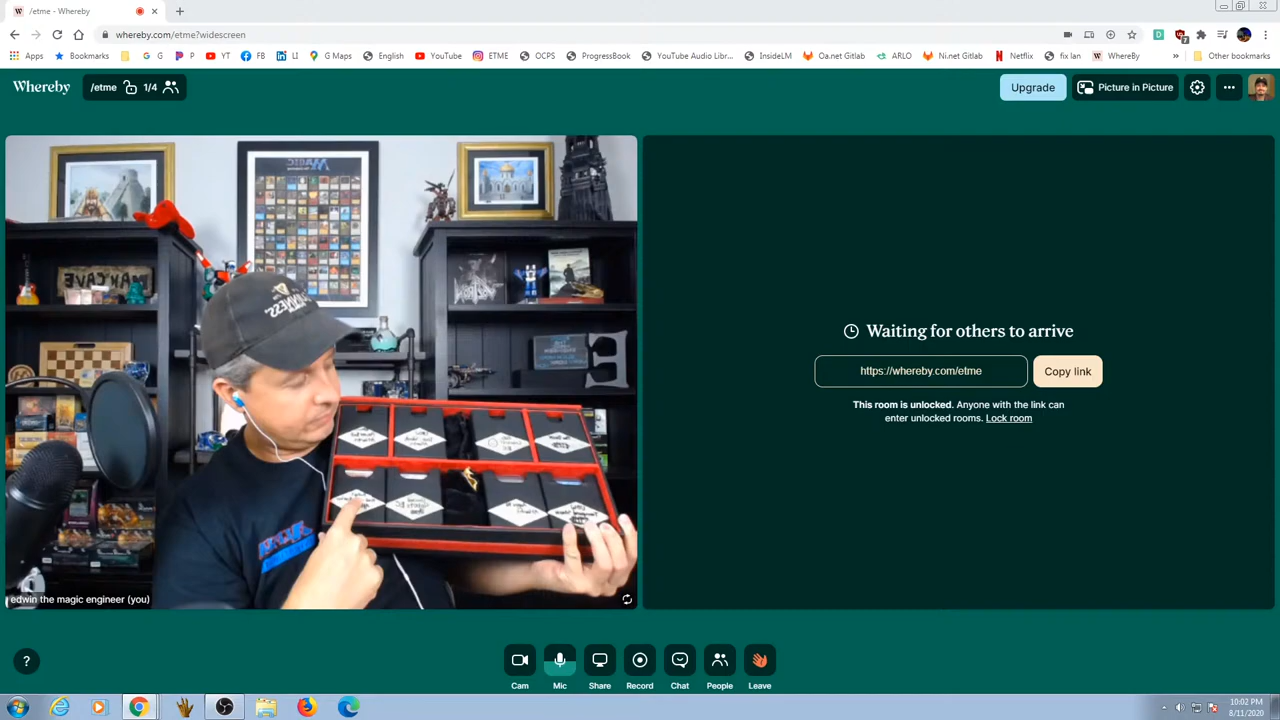 /etme - Whereby
whereby.com/etme?widescreen
Apps Bookmarks G G P YT FB LI G Maps English YouTube ETME OCPS ProgressBook YouTube Audio Libr... InsideLM Oa.net Gitlab ARLO Ni.net Gitlab Netflix fix lan WhereBy » Other bookmarks
Whereby /etme 1/4 Upgrade Picture in Picture
MAGIC
MAN CAVE
GUINNESS
Waiting for others to arrive
https://whereby.com/etme Copy link
This room is unlocked. Anyone with the link can
enter unlocked rooms. Lock room
edwin the magic engineer (you)
?
Cam Mic Share Record Chat People Leave
10:02 PM
8/11/2020